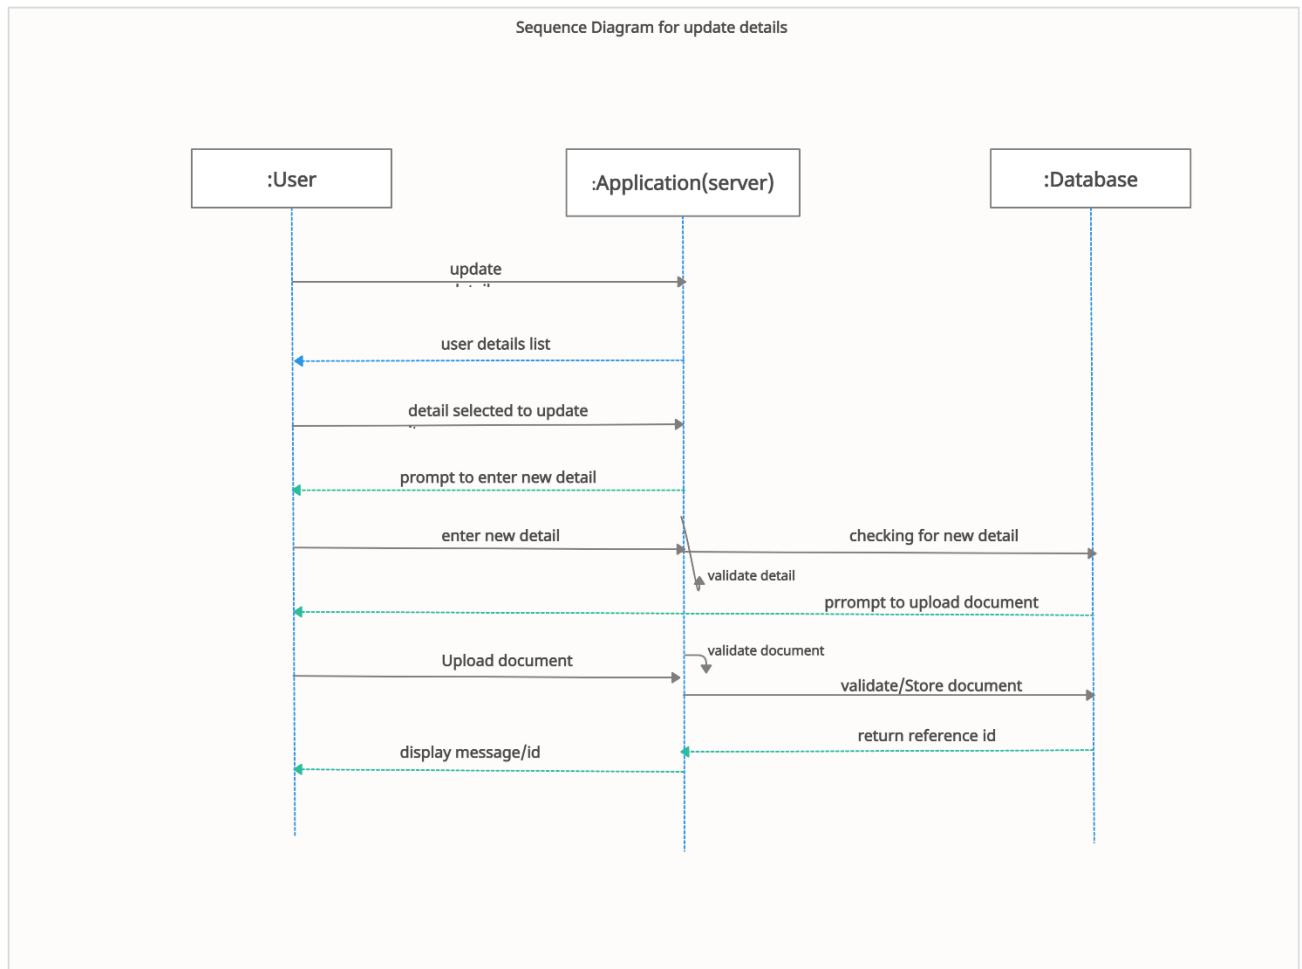 Sequence Diagram for update details
:User
:Application(server)
:Database
update
user details list
detail selected to update
prompt to enter new detail
enter new detail
checking for new detail
validate detail
prrompt to upload document
validate document
Upload document
validate/Store document
return reference id
display message/id